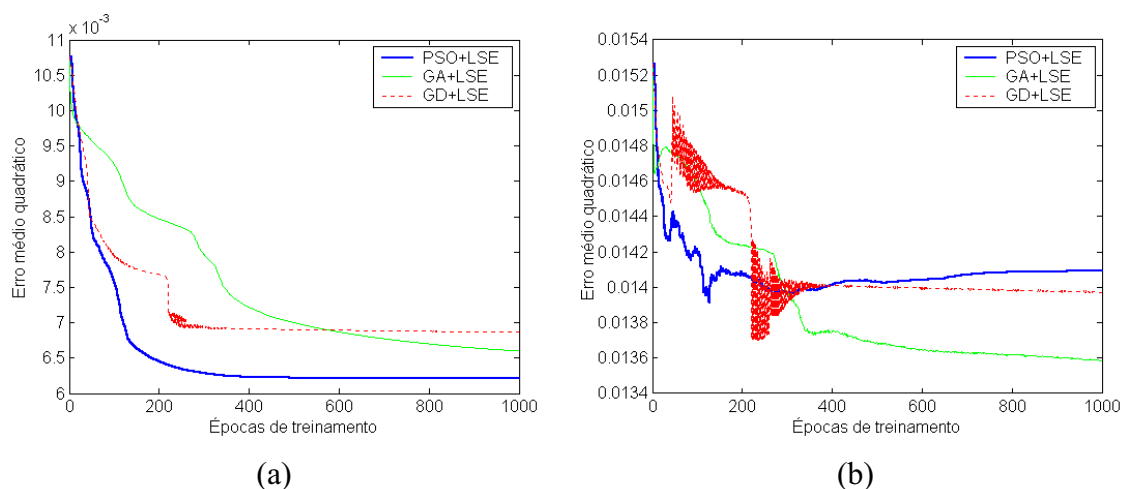 x 10⁻³
11
10.5
10
9.5
9
8.5
8
7.5
7
6.5
6
0 200 400 600 800 1000
Erro médio quadrático
Épocas de treinamento
PSO+LSE
GA+LSE
GD+LSE
(a)
0.0154
0.0152
0.015
0.0148
0.0146
0.0144
0.0142
0.014
0.0138
0.0136
0.0134
0 200 400 600 800 1000
Erro médio quadrático
Épocas de treinamento
PSO+LSE
GA+LSE
GD+LSE
(b)